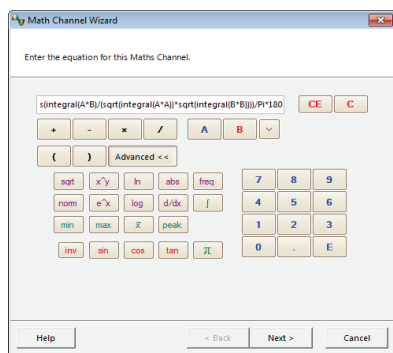 Math Channel Wizard
Enter the equation for this Maths Channel.
s(integral(A*B)/(sqrt(integral(A*A))*sqrt(integral(B*B))))/Pi*180 CE C
+ - × / A B
( ) Advanced <<
sqrt x^y ln abs freq 7 8 9
norm e^x log d/dx ∫ 4 5 6
min max x̅ peak 1 2 3
inv sin cos tan π 0 . E
Help < Back Next > Cancel